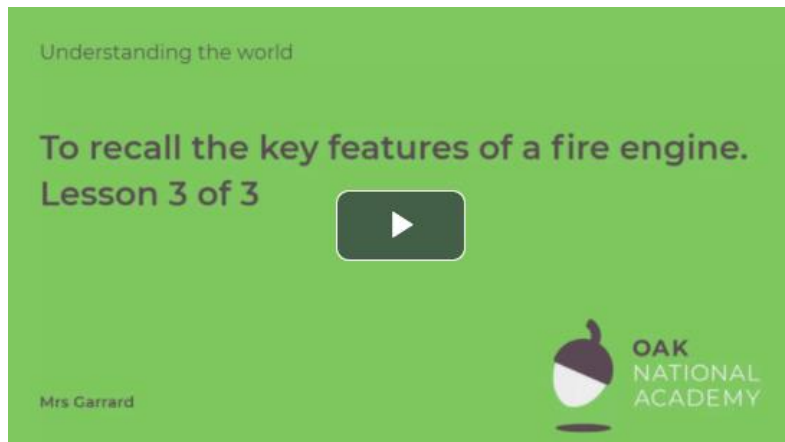 Understanding the world
To recall the key features of a fire engine.
Lesson 3 of 3
OAK
NATIONAL
ACADEMY
Mrs Garrard